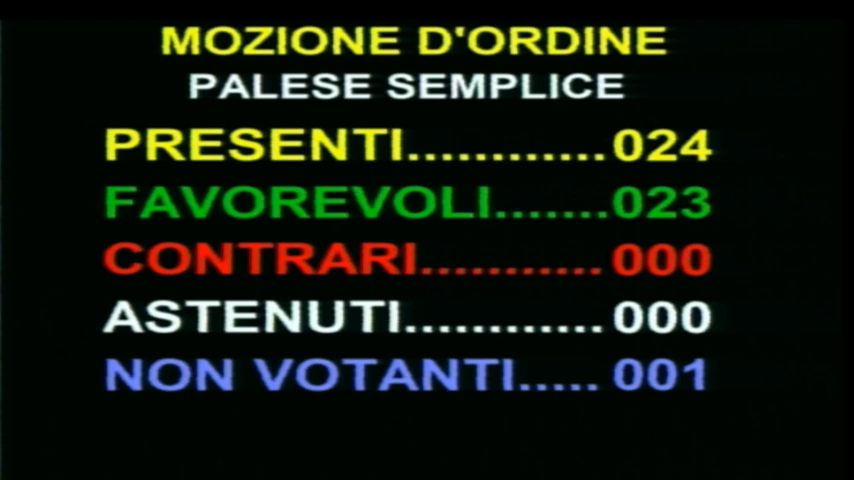 MOZIONE D'ORDINE
PALESE SEMPLICE
PRESENTI............024
FAVOREVOLI.......023
CONTRARI...........000
ASTENUTI............000
NON VOTANTI..... 001